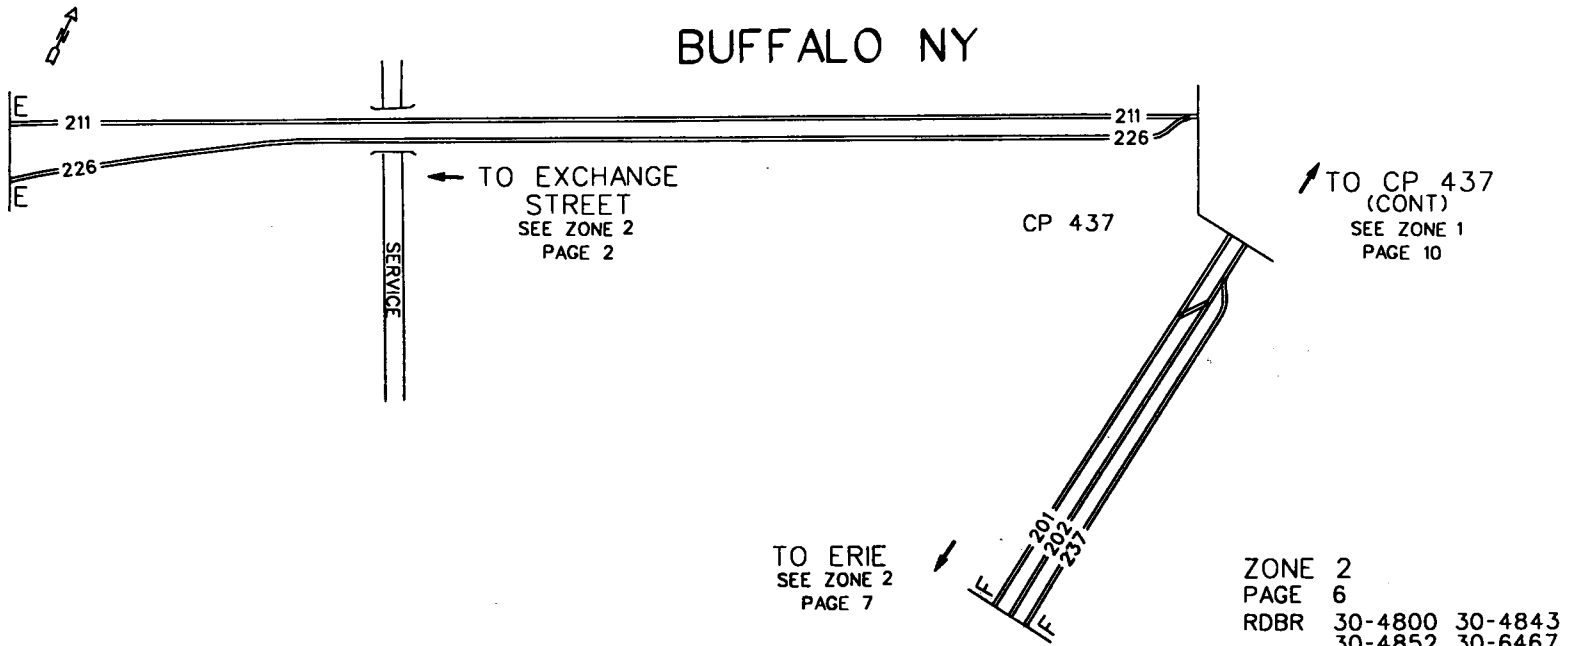 BUFFALO NY
E
211
211
226
226
E
TO EXCHANGE
STREET
SEE ZONE 2
PAGE 2
SERVICE
CP 437
TO CP 437
(CONT)
SEE ZONE 1
PAGE 10
201
202
237
TO ERIE
SEE ZONE 2
PAGE 7
F
F
ZONE 2
PAGE 6
RDBR 30-4800 30-4843
30-4852 30-6467